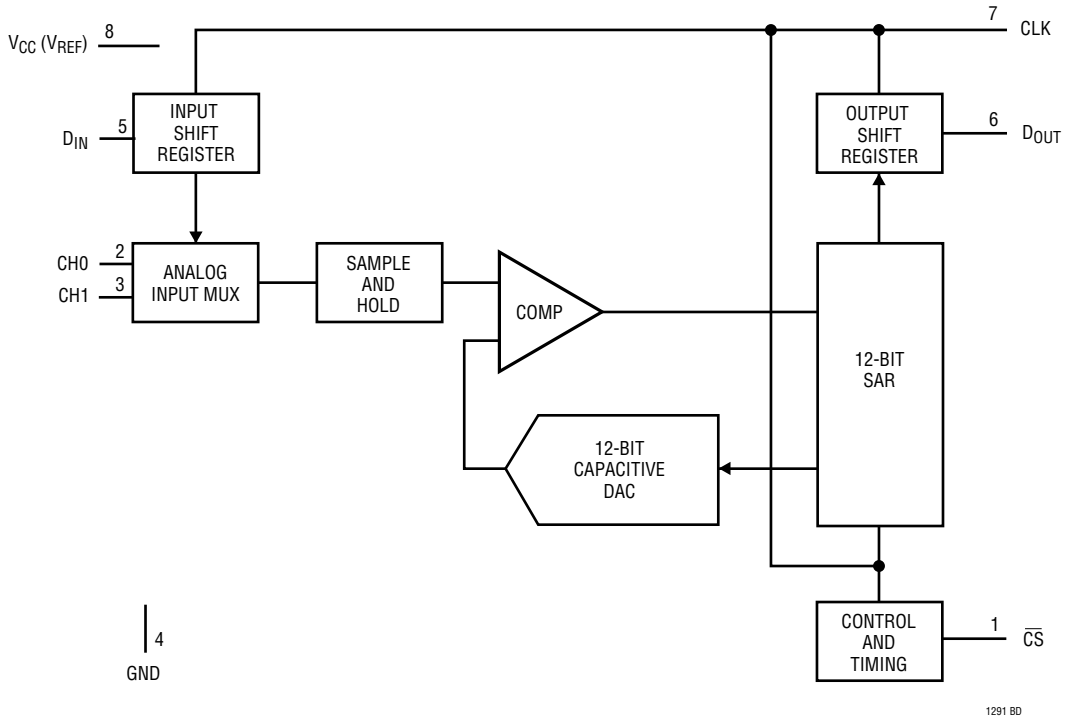 V_CC (V_REF)
8
7
CLK
INPUT
SHIFT
REGISTER
5
D_IN
OUTPUT
SHIFT
REGISTER
6
D_OUT
CH0
2
CH1
3
ANALOG
INPUT MUX
SAMPLE
AND
HOLD
COMP
12-BIT
SAR
12-BIT
CAPACITIVE
DAC
CONTROL
AND
TIMING
1
C̅S̅
4
GND
1291 BD